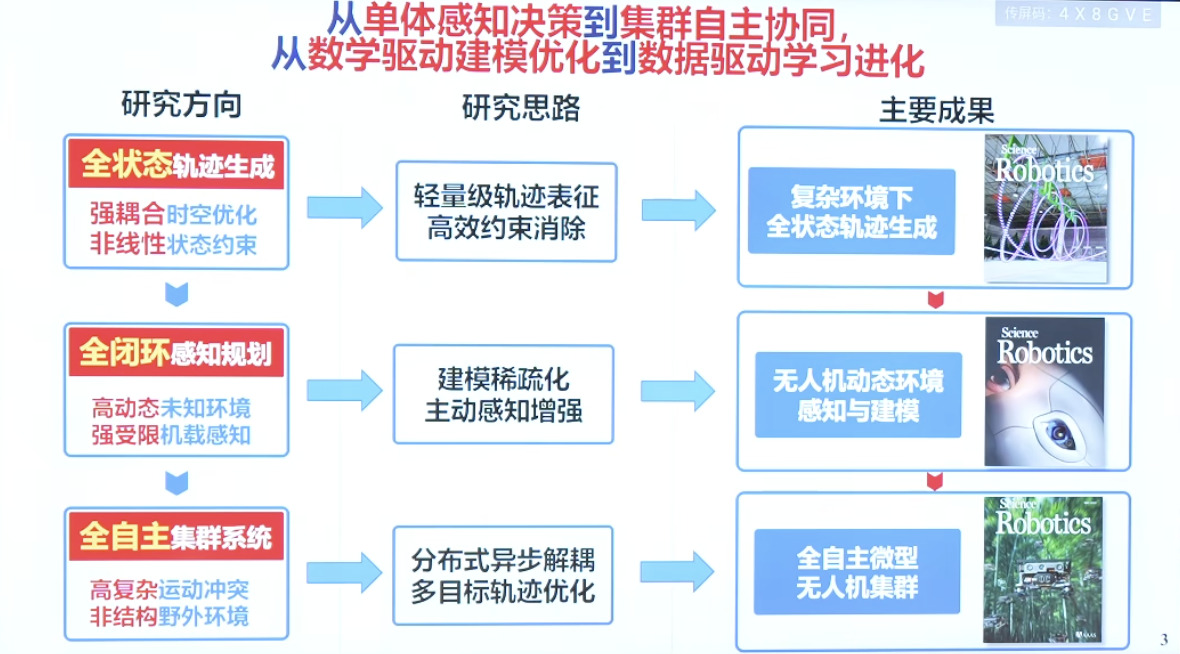 传屏码: 4X8GVE
从单体感知决策到集群自主协同,
从数学驱动建模优化到数据驱动学习进化
研究方向
研究思路
主要成果
全状态轨迹生成
强耦合时空优化
非线性状态约束
轻量级轨迹表征
高效约束消除
复杂环境下
全状态轨迹生成
Science
Robotics
全闭环感知规划
高动态未知环境
强受限机载感知
建模稀疏化
主动感知增强
无人机动态环境
感知与建模
Science
Robotics
全自主集群系统
高复杂运动冲突
非结构野外环境
分布式异步解耦
多目标轨迹优化
全自主微型
无人机集群
Science
Robotics
AAAS
3